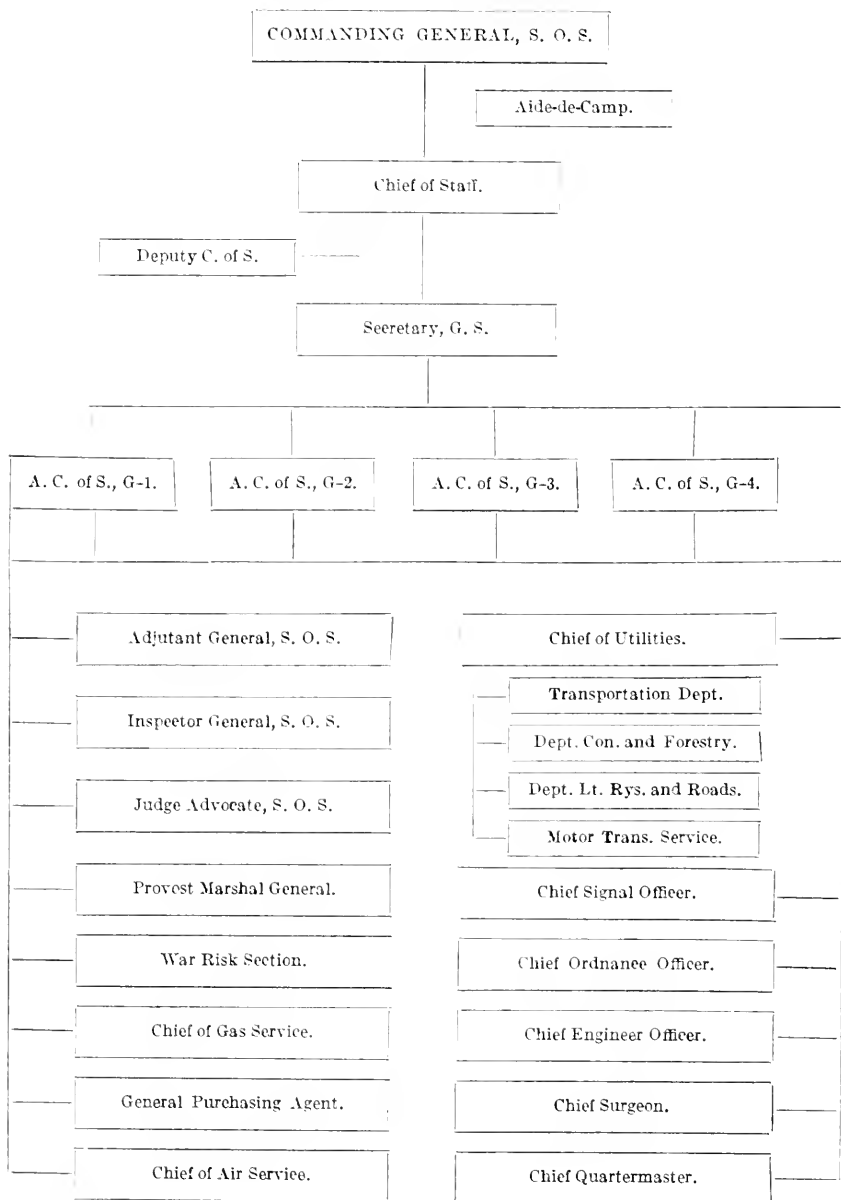 COMMANDING GENERAL, S. O. S.
Aide-de-Camp.
Chief of Staff.
Deputy C. of S.
Secretary, G. S.
A. C. of S., G-1.
A. C. of S., G-2.
A. C. of S., G-3.
A. C. of S., G-4.
Adjutant General, S. O. S.
Inspector General, S. O. S.
Judge Advocate, S. O. S.
Provost Marshal General.
War Risk Section.
Chief of Gas Service.
General Purchasing Agent.
Chief of Air Service.
Chief of Utilities.
Transportation Dept.
Dept. Con. and Forestry.
Dept. Lt. Rys. and Roads.
Motor Trans. Service.
Chief Signal Officer.
Chief Ordnance Officer.
Chief Engineer Officer.
Chief Surgeon.
Chief Quartermaster.